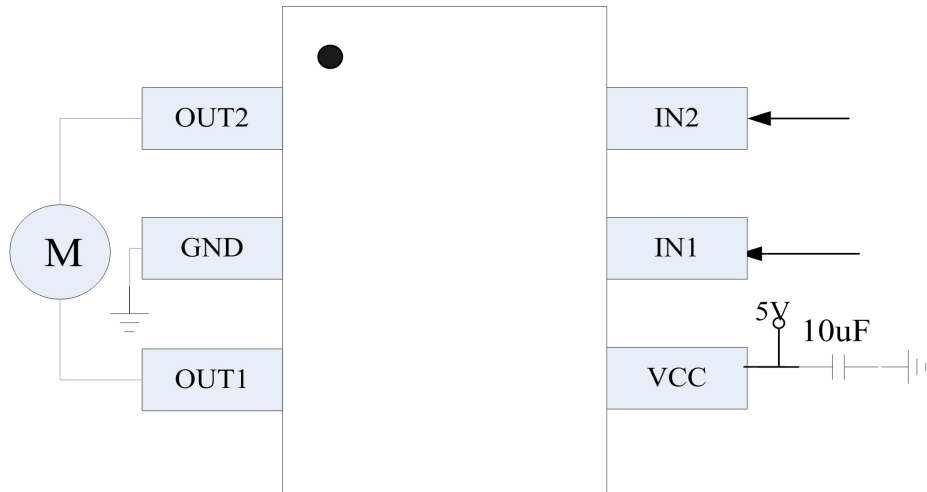 OUT2
IN2
M
GND
IN1
5V
10uF
OUT1
VCC